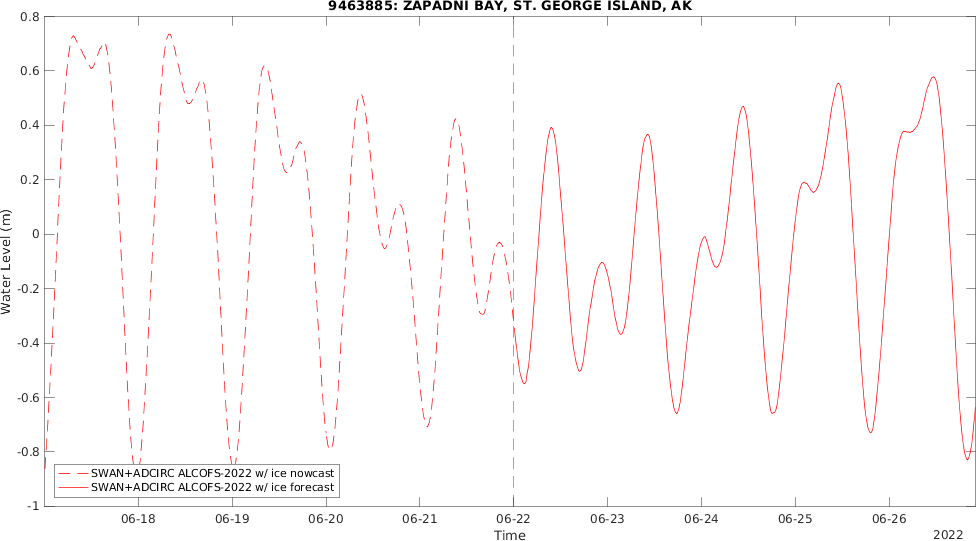 9463885: ZAPADNI BAY, ST. GEORGE ISLAND, AK
0.8
0.6
0.4
0.2
0
-0.2
-0.4
-0.6
-0.8
-1
Water Level (m)
SWAN+ADCIRC ALCOFS-2022 w/ ice nowcast
SWAN+ADCIRC ALCOFS-2022 w/ ice forecast
06-18 06-19 06-20 06-21 06-22 06-23 06-24 06-25 06-26
Time
2022